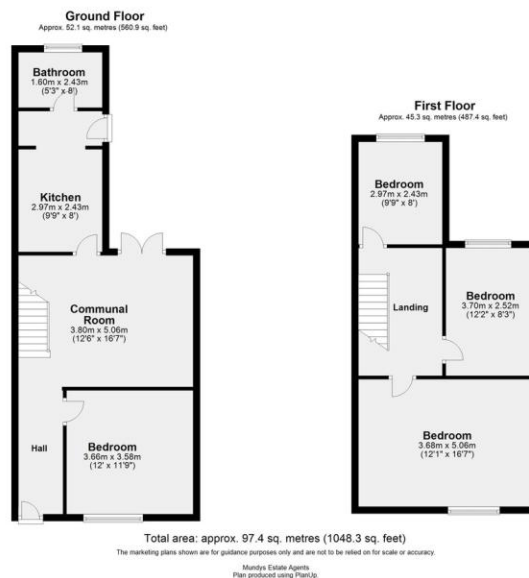 Ground Floor
Approx. 52.1 sq. metres (560.9 sq. feet)
Bathroom
1.60m x 2.43m
(5'3" x 8')
Kitchen
2.97m x 2.43m
(9'9" x 8')
Communal
Room
3.80m x 5.06m
(12'6" x 16'7")
Hall
Bedroom
3.66m x 3.58m
(12' x 11'9")
First Floor
Approx. 45.3 sq. metres (487.4 sq. feet)
Bedroom
2.97m x 2.43m
(9'9" x 8')
Landing
Bedroom
3.70m x 2.52m
(12'2" x 8'3")
Bedroom
3.68m x 5.06m
(12'1" x 16'7")
Total area: approx. 97.4 sq. metres (1048.3 sq. feet)
The marketing plans shown are for guidance purposes only and are not to be relied on for scale or accuracy.
Mundys Estate Agents
Plan produced using PlanUp.